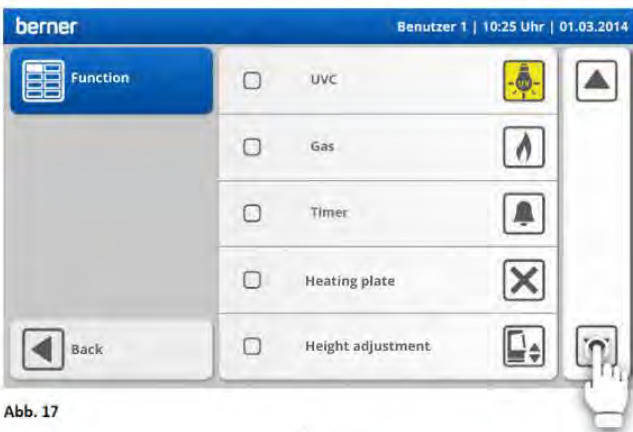 berner
Benutzer 1 | 10:25 Uhr | 01.03.2014
Function
UVC
UV
Gas
Timer
Heating plate
Back
Height adjustment
Abb. 17